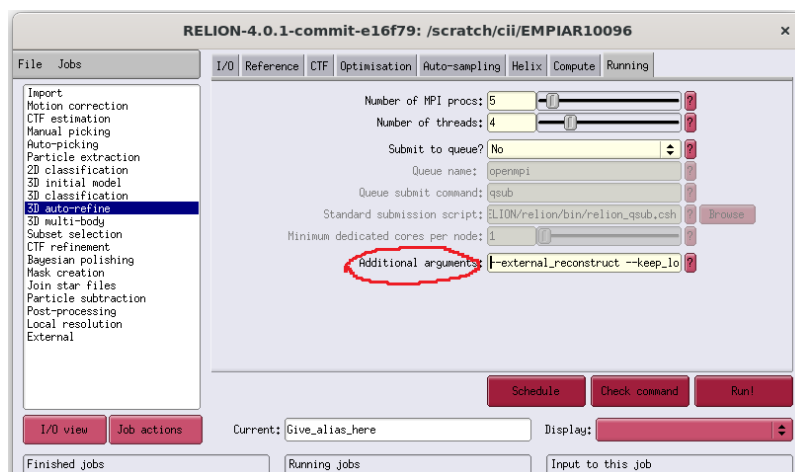 RELION-4.0.1-commit-e16f79: /scratch/cii/EMPIAR10096 ×
File Jobs
I/O Reference CTF Optimisation Auto-sampling Helix Compute Running
Import
Motion correction
CTF estimation
Manual picking
Auto-picking
Particle extraction
2D classification
3D initial model
3D classification
3D auto-refine
3D multi-body
Subset selection
CTF refinement
Bayesian polishing
Mask creation
Join star files
Particle subtraction
Post-processing
Local resolution
External
Number of MPI procs: 5 ?
Number of threads: 4 ?
Submit to queue? No ?
Queue name: openmpi ?
Queue submit command: qsub ?
Standard submission script: ELION/relion/bin/relion_qsub.csh ? Browse
Minimum dedicated cores per node: 1 ?
Additional arguments: --external_reconstruct --keep_lo ?
Schedule Check command Run!
I/O view Job actions Current: Give_alias_here Display:
Finished jobs Running jobs Input to this job